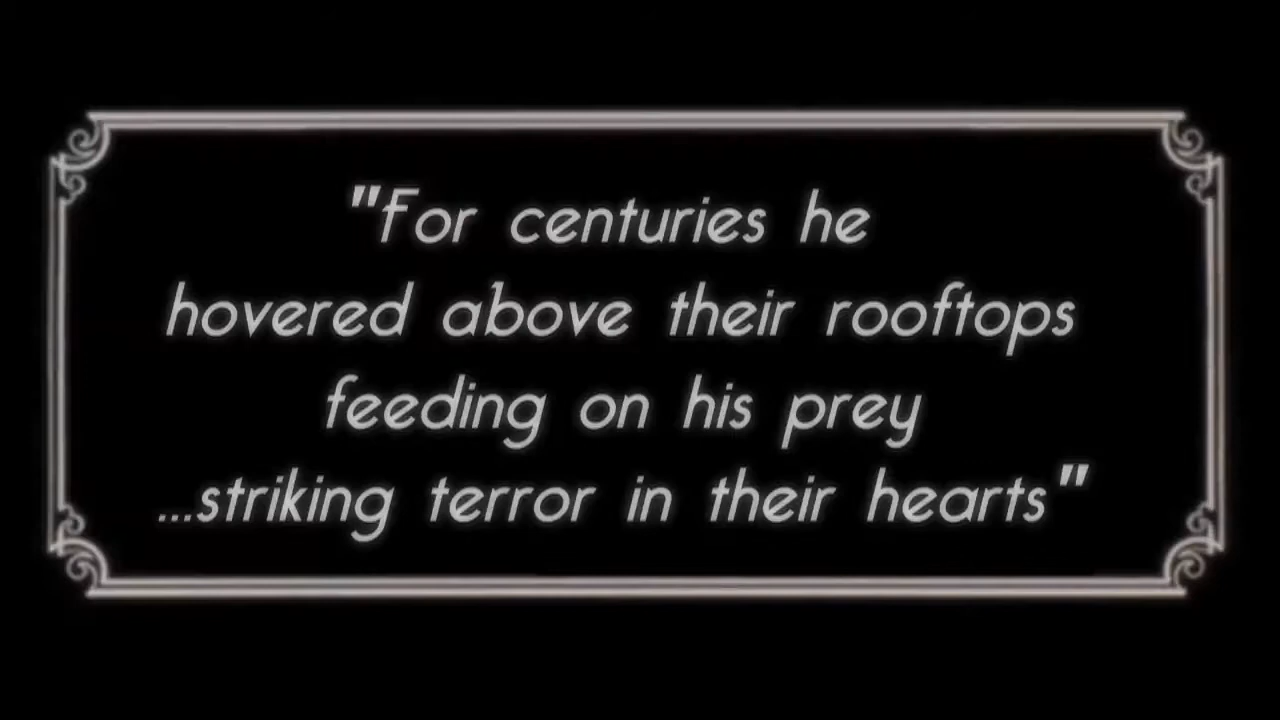 "For centuries he
hovered above their rooftops
feeding on his prey
...striking terror in their hearts"